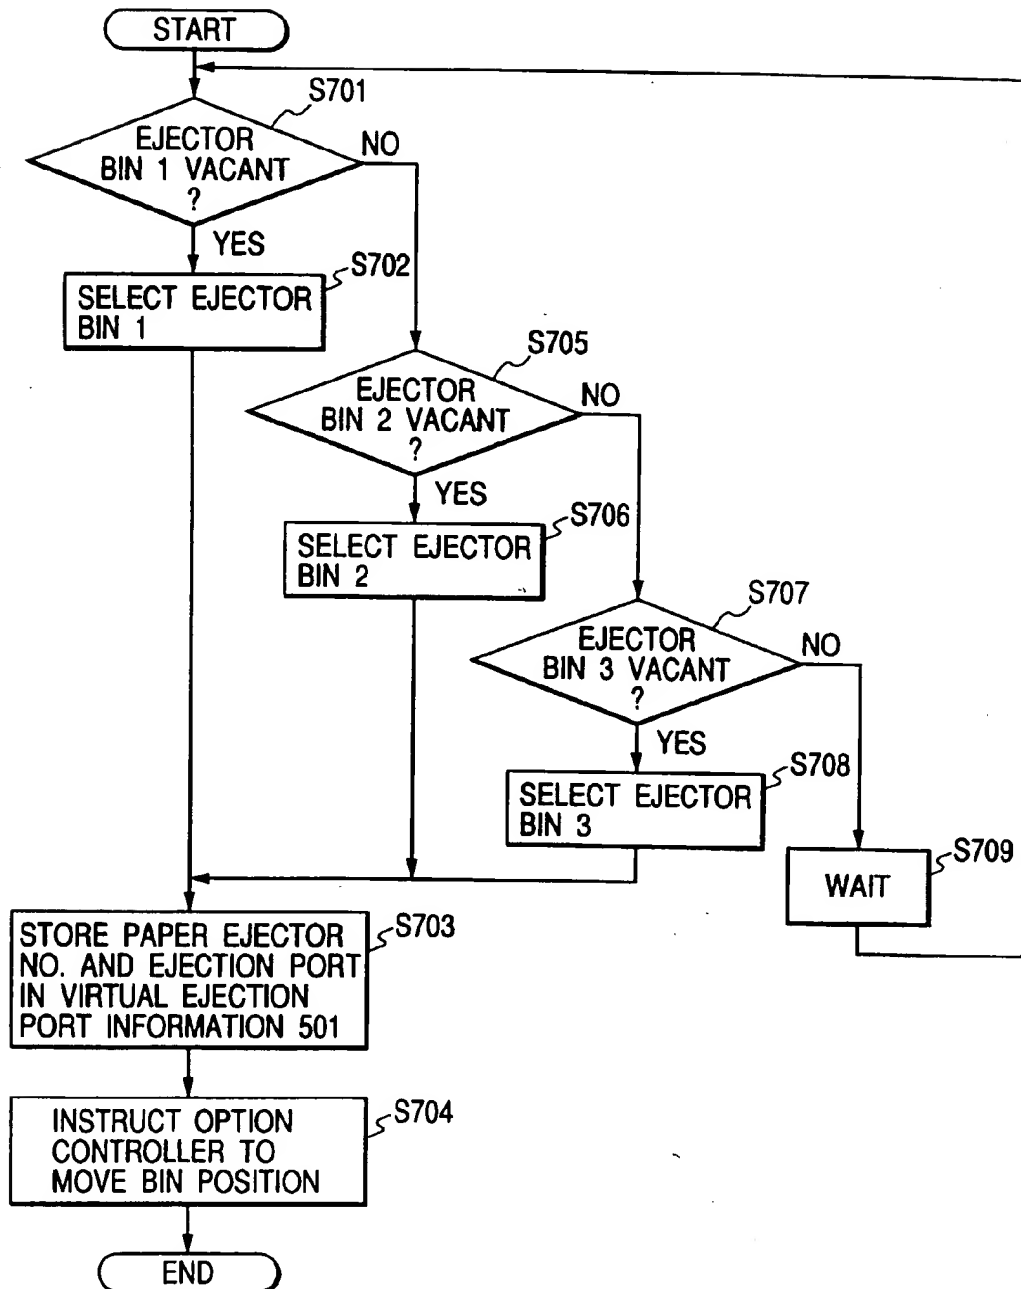 START
S701
EJECTOR
BIN 1 VACANT
?
NO
YES
S702
SELECT EJECTOR
BIN 1
S705
EJECTOR
BIN 2 VACANT
?
NO
YES
S706
SELECT EJECTOR
BIN 2
S707
EJECTOR
BIN 3 VACANT
?
NO
YES
S708
SELECT EJECTOR
BIN 3
S709
WAIT
S703
STORE PAPER EJECTOR
NO. AND EJECTION PORT
IN VIRTUAL EJECTION
PORT INFORMATION 501
S704
INSTRUCT OPTION
CONTROLLER TO
MOVE BIN POSITION
END